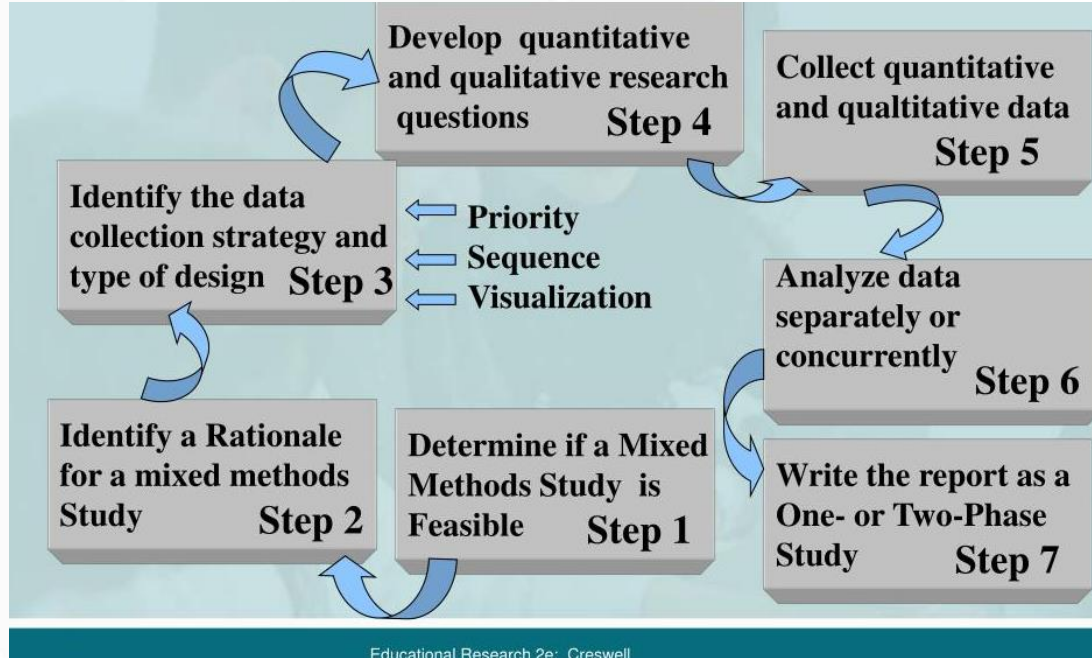 Develop quantitative
and qualitative research
questions
Step 4
Collect quantitative
and qualtitative data
Step 5
Identify the data
collection strategy and
type of design
Step 3
Priority
Sequence
Visualization
Analyze data
separately or
concurrently
Step 6
Identify a Rationale
for a mixed methods
Study
Step 2
Determine if a Mixed
Methods Study is
Feasible
Step 1
Write the report as a
One- or Two-Phase
Study
Step 7
Educational Research 2e: Creswell